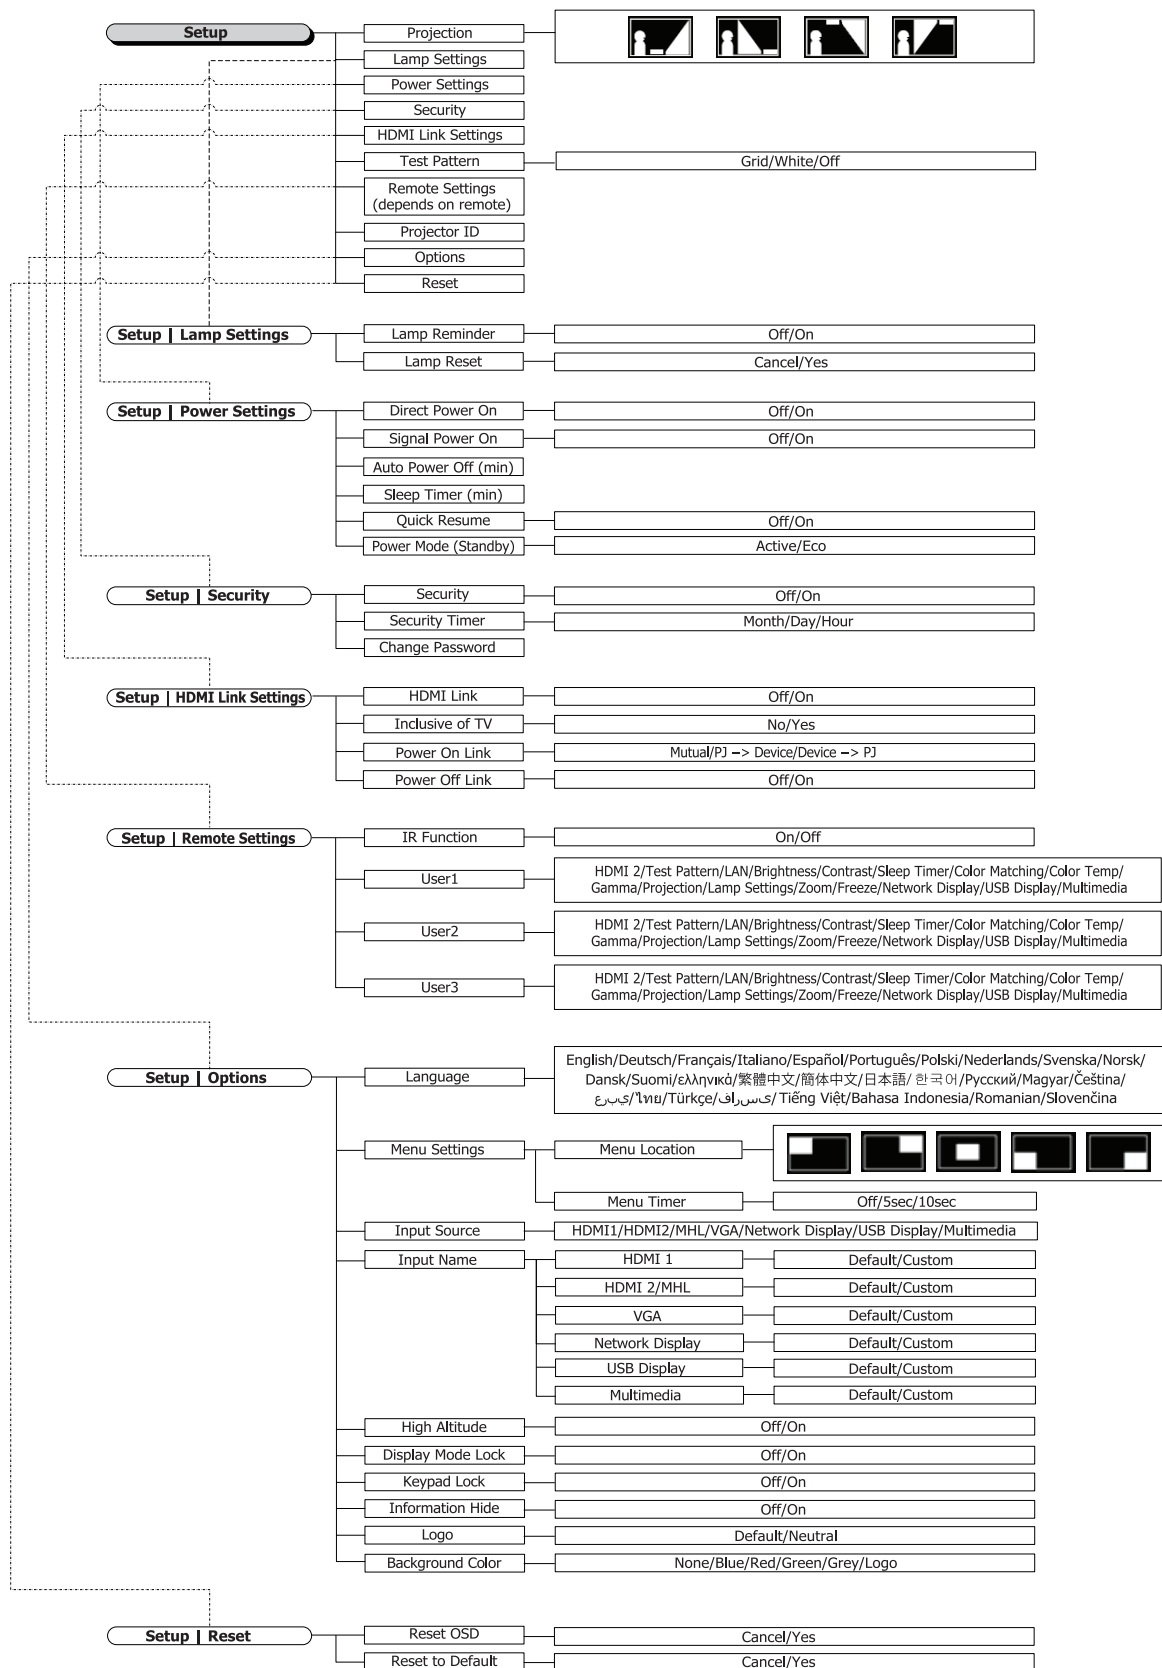 Setup
Projection
Lamp Settings
Power Settings
Security
HDMI Link Settings
Test Pattern
Grid/White/Off
Remote Settings
(depends on remote)
Projector ID
Options
Reset
Setup | Lamp Settings
Lamp Reminder
Off/On
Lamp Reset
Cancel/Yes
Setup | Power Settings
Direct Power On
Off/On
Signal Power On
Off/On
Auto Power Off (min)
Sleep Timer (min)
Quick Resume
Off/On
Power Mode (Standby)
Active/Eco
Setup | Security
Security
Off/On
Security Timer
Month/Day/Hour
Change Password
Setup | HDMI Link Settings
HDMI Link
Off/On
Inclusive of TV
No/Yes
Power On Link
Mutual/PJ –> Device/Device –> PJ
Power Off Link
Off/On
Setup | Remote Settings
IR Function
On/Off
User1
HDMI 2/Test Pattern/LAN/Brightness/Contrast/Sleep Timer/Color Matching/Color Temp/
Gamma/Projection/Lamp Settings/Zoom/Freeze/Network Display/USB Display/Multimedia
User2
HDMI 2/Test Pattern/LAN/Brightness/Contrast/Sleep Timer/Color Matching/Color Temp/
Gamma/Projection/Lamp Settings/Zoom/Freeze/Network Display/USB Display/Multimedia
User3
HDMI 2/Test Pattern/LAN/Brightness/Contrast/Sleep Timer/Color Matching/Color Temp/
Gamma/Projection/Lamp Settings/Zoom/Freeze/Network Display/USB Display/Multimedia
Setup | Options
Language
English/Deutsch/Français/Italiano/Español/Português/Polski/Nederlands/Svenska/Norsk/
Dansk/Suomi/ελληνικά/繁體中文/簡体中文/日本語/한국어/Русский/Magyar/Čeština/
ﻱﺏﺭﻉ/ไทย/Türkçe/ﻯﺱﺭﺍﻑ/Tiếng Việt/Bahasa Indonesia/Romanian/Slovenčina
Menu Settings
Menu Location
Menu Timer
Off/5sec/10sec
Input Source
HDMI1/HDMI2/MHL/VGA/Network Display/USB Display/Multimedia
Input Name
HDMI 1
Default/Custom
HDMI 2/MHL
Default/Custom
VGA
Default/Custom
Network Display
Default/Custom
USB Display
Default/Custom
Multimedia
Default/Custom
High Altitude
Off/On
Display Mode Lock
Off/On
Keypad Lock
Off/On
Information Hide
Off/On
Logo
Default/Neutral
Background Color
None/Blue/Red/Green/Grey/Logo
Setup | Reset
Reset OSD
Cancel/Yes
Reset to Default
Cancel/Yes